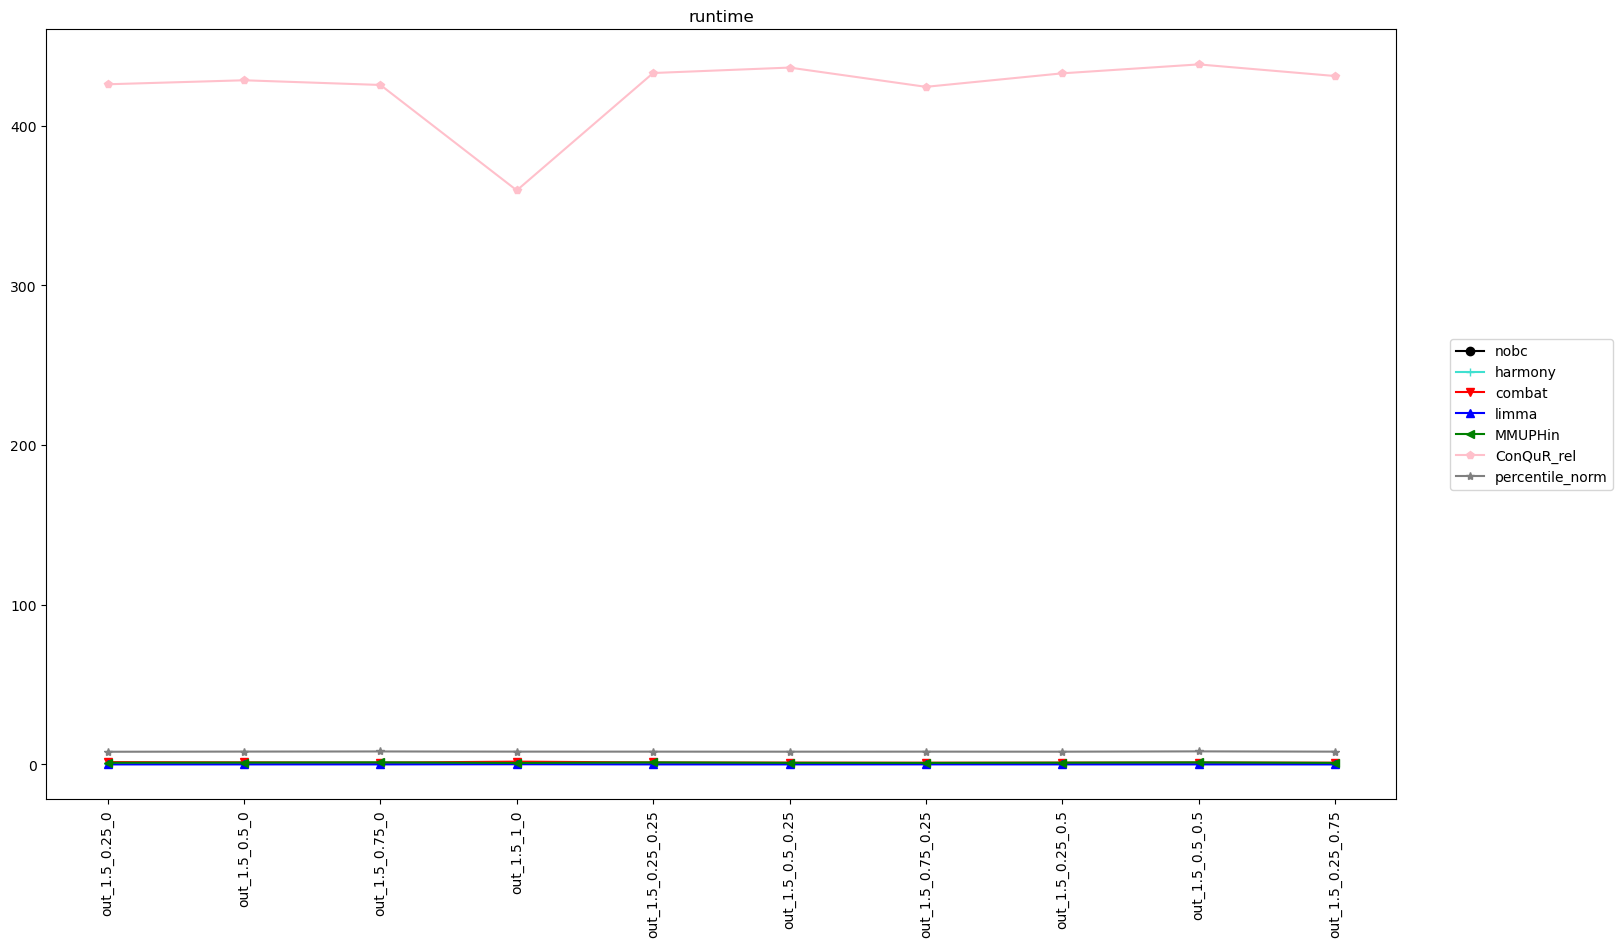 runtime
400
300
200
100
0
out_1.5_0.25_0
out_1.5_0.5_0
out_1.5_0.75_0
out_1.5_1_0
out_1.5_0.25_0.25
out_1.5_0.5_0.25
out_1.5_0.75_0.25
out_1.5_0.25_0.5
out_1.5_0.5_0.5
out_1.5_0.25_0.75
nobc
harmony
combat
limma
MMUPHin
ConQuR_rel
percentile_norm